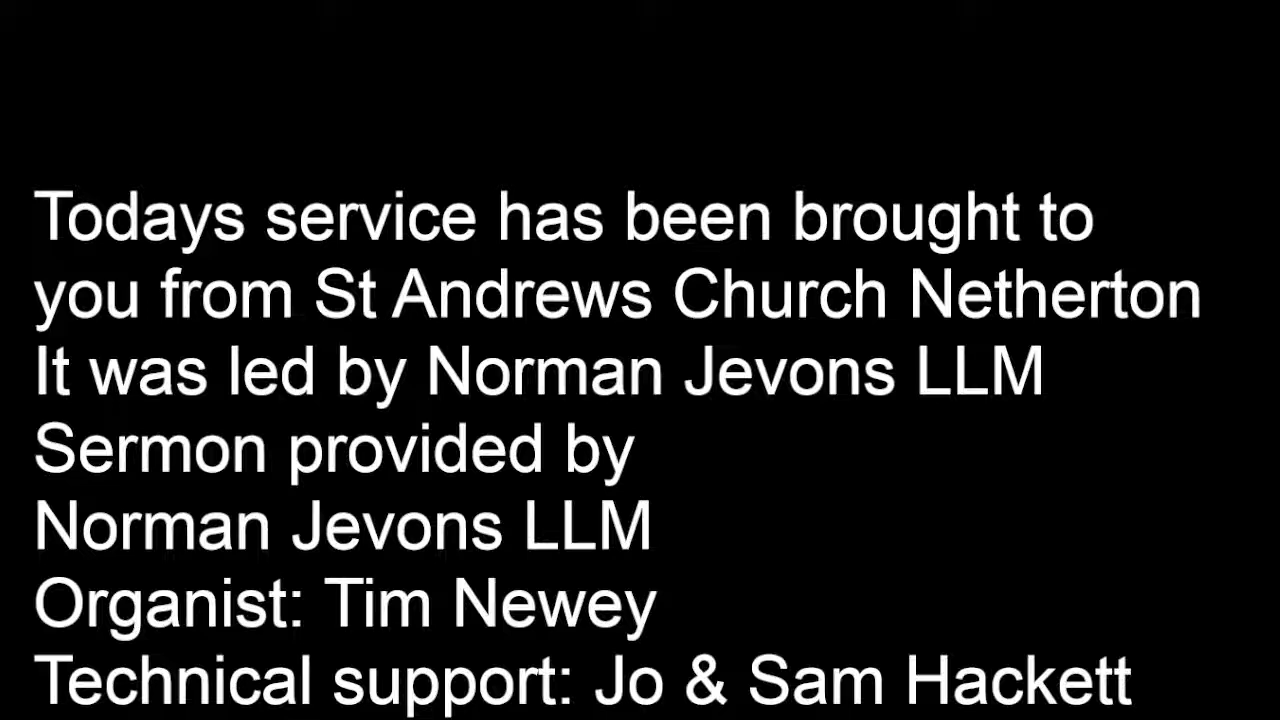 Todays service has been brought to
you from St Andrews Church Netherton
It was led by Norman Jevons LLM
Sermon provided by
Norman Jevons LLM
Organist: Tim Newey
Technical support: Jo & Sam Hackett